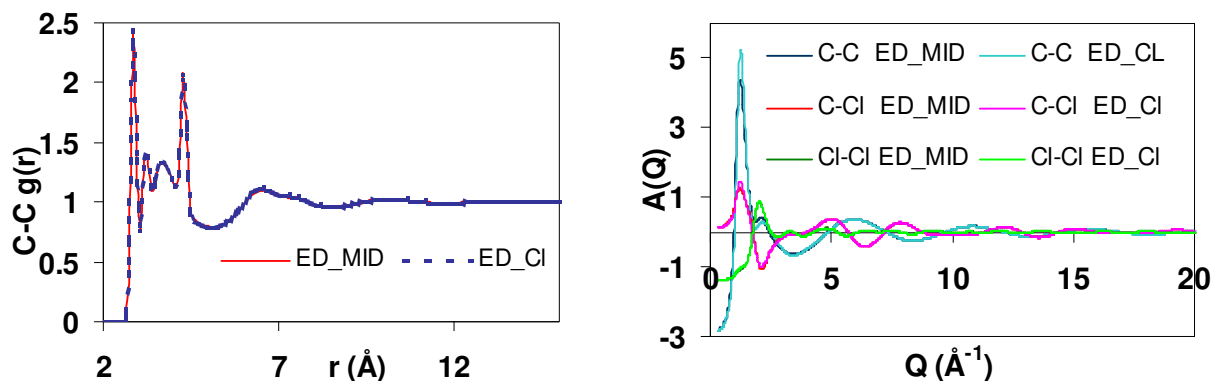 2.5
2
1.5
1
0.5
0
C-C g(r)
ED_MID ED_Cl
2 7 r (Å) 12
5
3
1
-1
-3
A(Q)
C-C ED_MID C-C ED_CL
C-Cl ED_MID C-Cl ED_Cl
Cl-Cl ED_MID Cl-Cl ED_Cl
0 5 10 15 20
Q (Å-1)